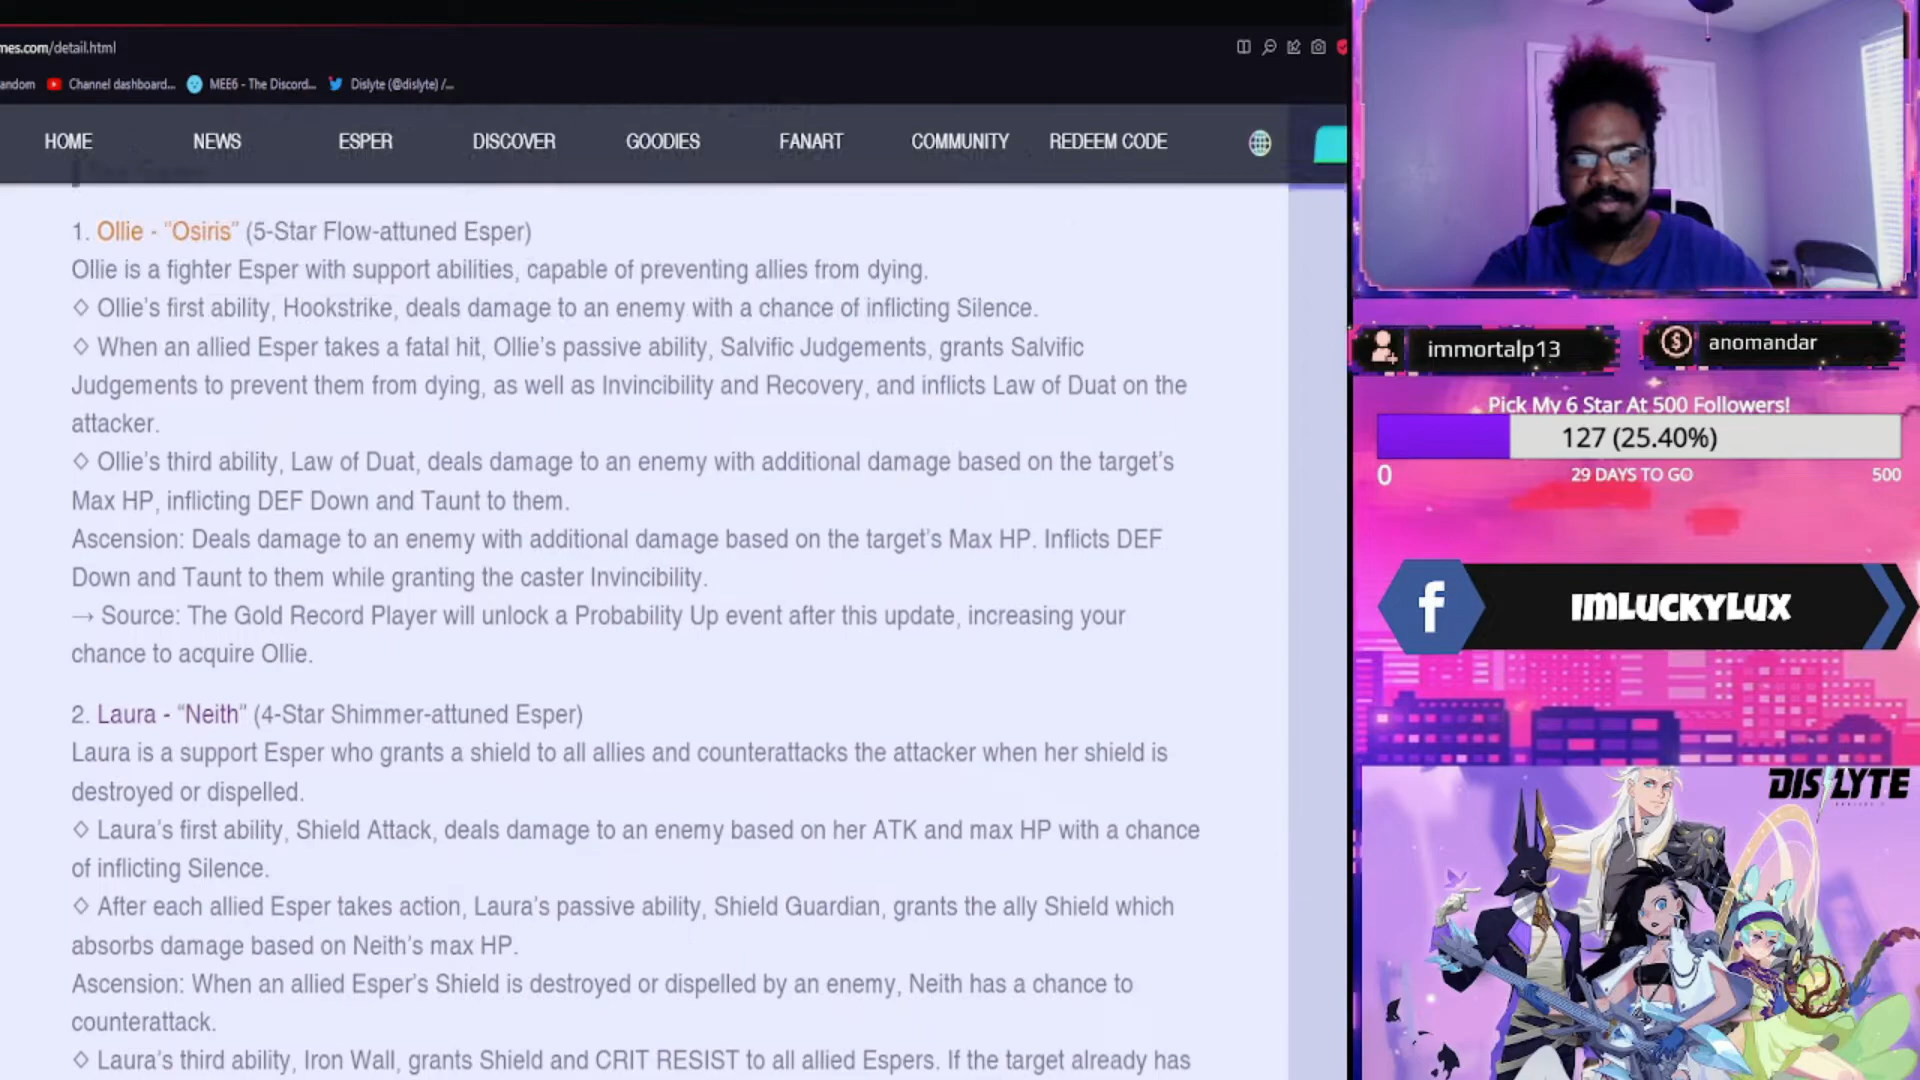 mes.com/detail.html
andom
Channel dashboard...
MEE6 - The Discord...
Dislyte (@dislyte) /...
HOME
NEWS
ESPER
DISCOVER
GOODIES
FANART
COMMUNITY
REDEEM CODE
1. Ollie - "Osiris" (5-Star Flow-attuned Esper)
Ollie is a fighter Esper with support abilities, capable of preventing allies from dying.
◇ Ollie's first ability, Hookstrike, deals damage to an enemy with a chance of inflicting Silence.
◇ When an allied Esper takes a fatal hit, Ollie's passive ability, Salvific Judgements, grants Salvific
Judgements to prevent them from dying, as well as Invincibility and Recovery, and inflicts Law of Duat on the
attacker.
◇ Ollie's third ability, Law of Duat, deals damage to an enemy with additional damage based on the target's
Max HP, inflicting DEF Down and Taunt to them.
Ascension: Deals damage to an enemy with additional damage based on the target's Max HP. Inflicts DEF
Down and Taunt to them while granting the caster Invincibility.
→ Source: The Gold Record Player will unlock a Probability Up event after this update, increasing your
chance to acquire Ollie.
2. Laura - "Neith" (4-Star Shimmer-attuned Esper)
Laura is a support Esper who grants a shield to all allies and counterattacks the attacker when her shield is
destroyed or dispelled.
◇ Laura's first ability, Shield Attack, deals damage to an enemy based on her ATK and max HP with a chance
of inflicting Silence.
◇ After each allied Esper takes action, Laura's passive ability, Shield Guardian, grants the ally Shield which
absorbs damage based on Neith's max HP.
Ascension: When an allied Esper's Shield is destroyed or dispelled by an enemy, Neith has a chance to
counterattack.
◇ Laura's third ability, Iron Wall, grants Shield and CRIT RESIST to all allied Espers. If the target already has
immortalp13
$
anomandar
Pick My 6 Star At 500 Followers!
127 (25.40%)
0
29 DAYS TO GO
500
f
IMLUCKYLUX
DISLYTE